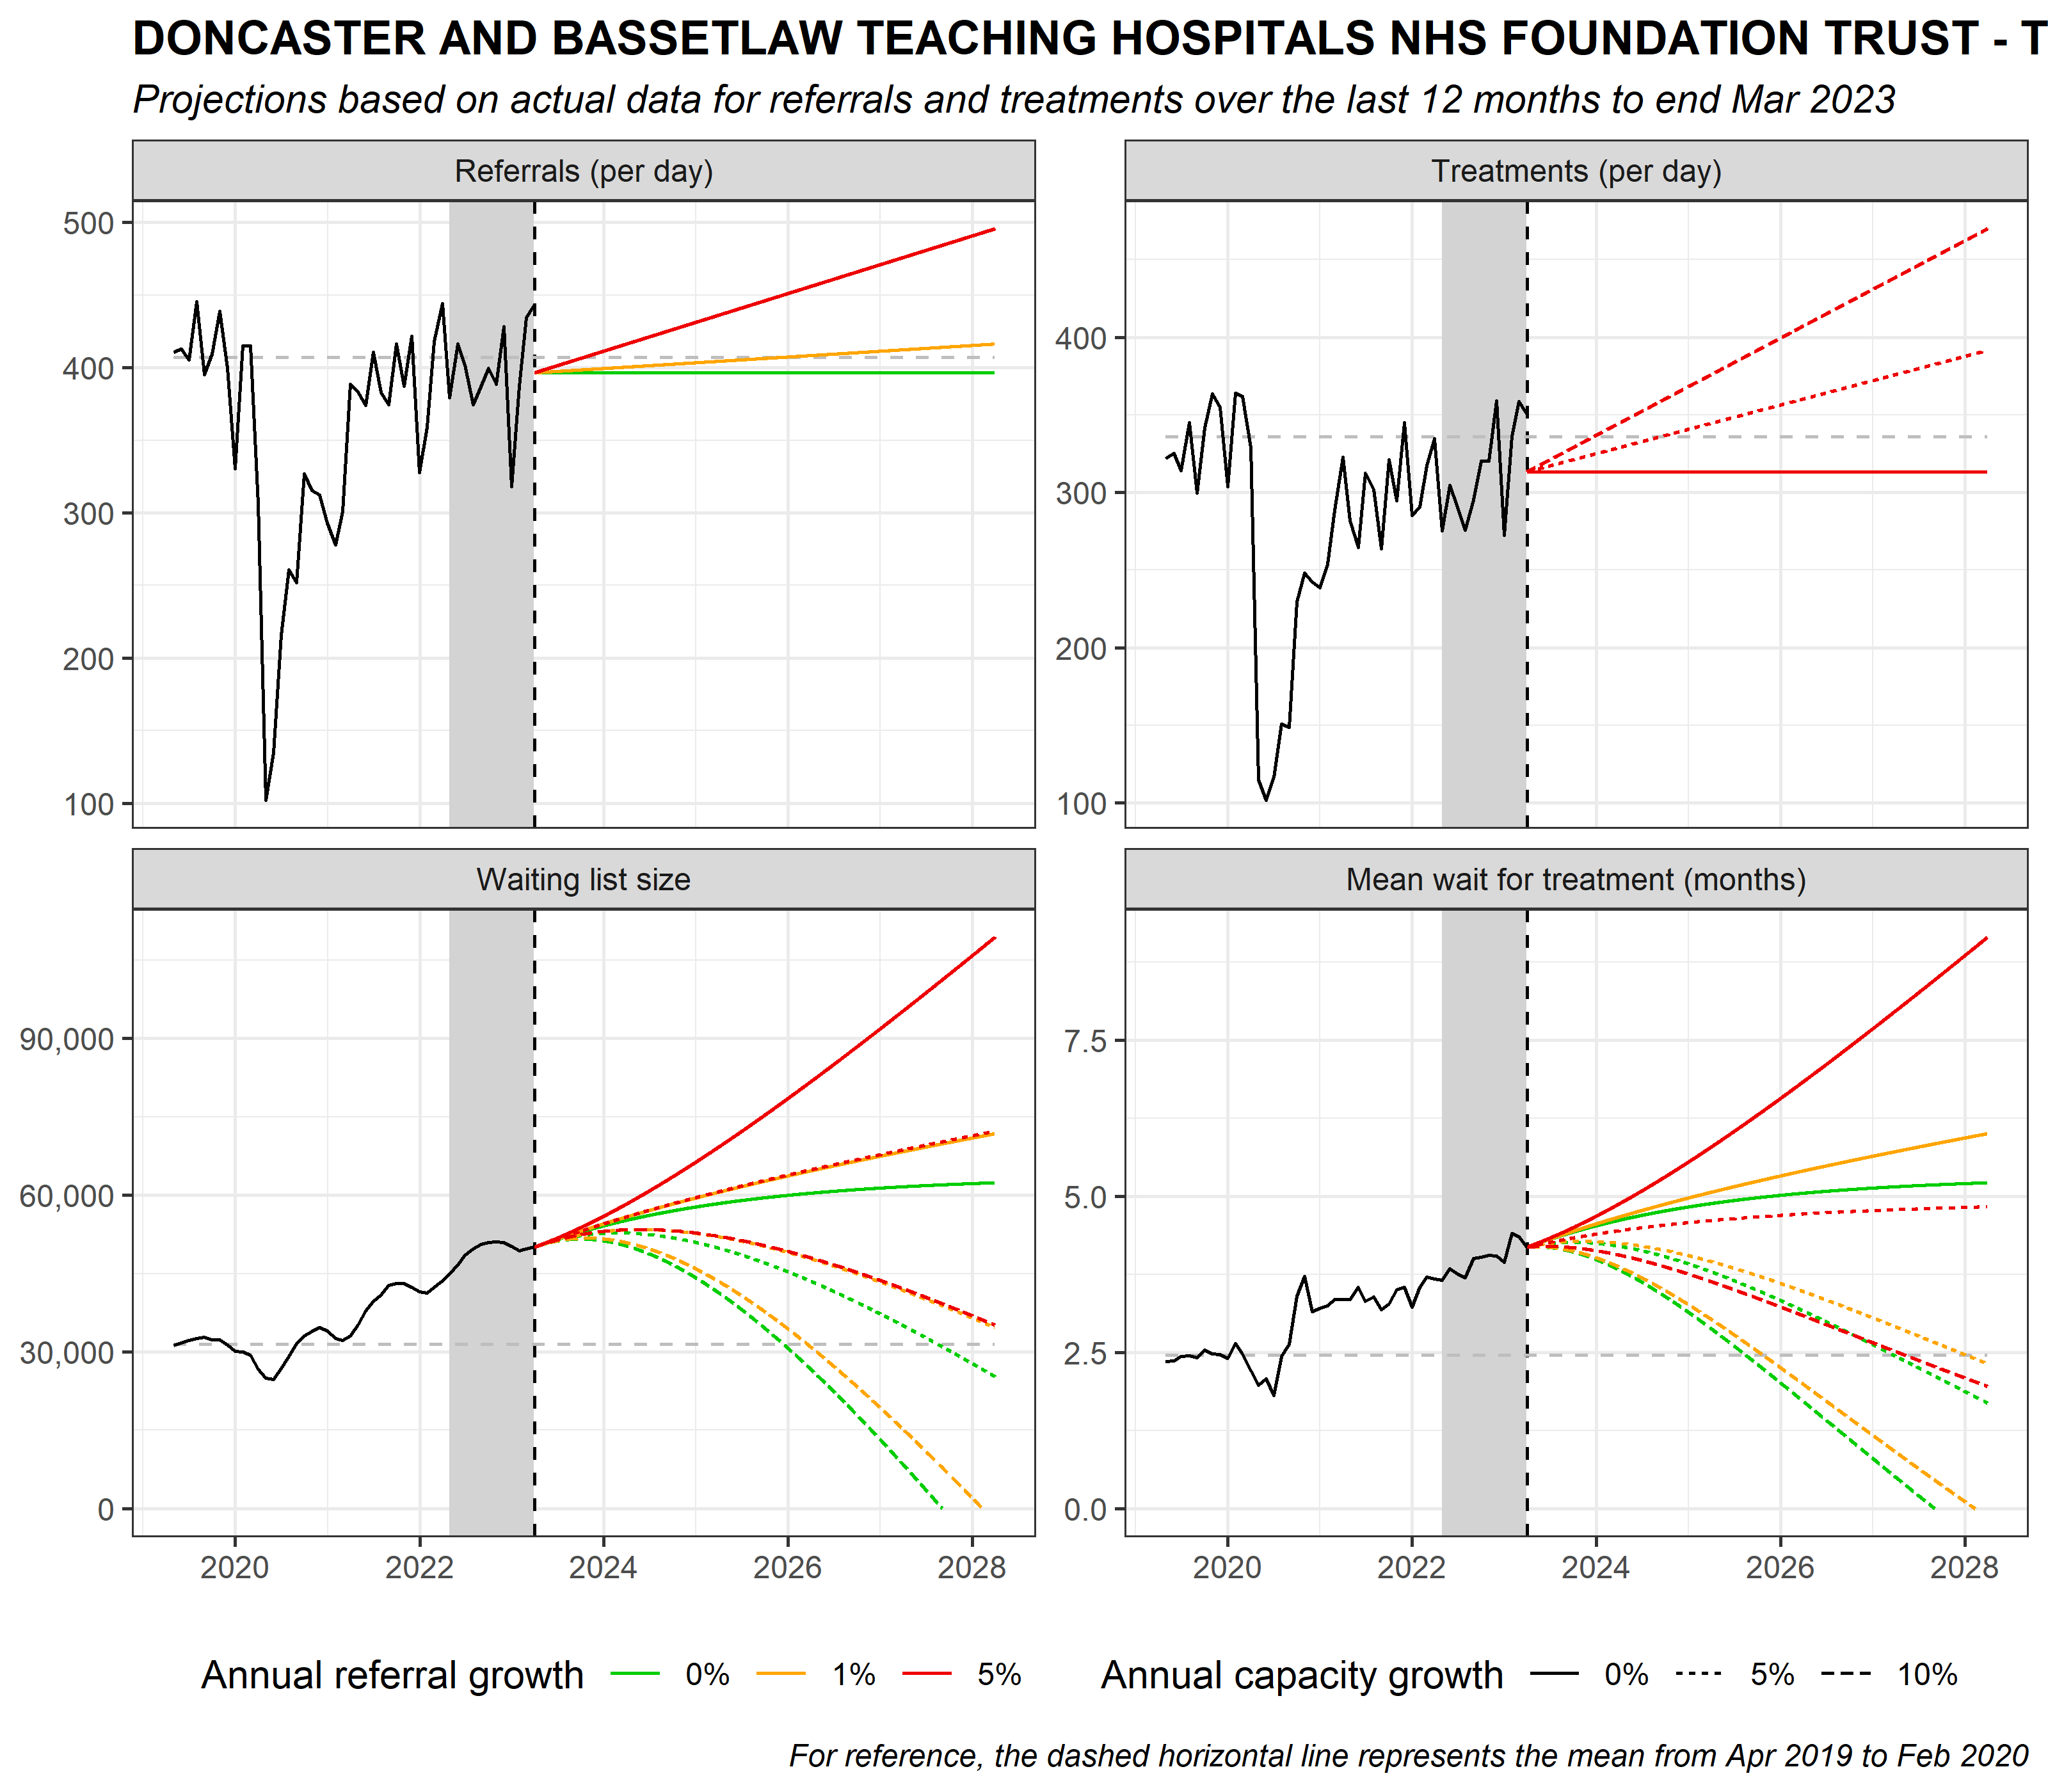 DONCASTER AND BASSETLAW TEACHING HOSPITALS NHS FOUNDATION TRUST - T
Projections based on actual data for referrals and treatments over the last 12 months to end Mar 2023
Referrals (per day)
500
400
300
200
100
Treatments (per day)
400
300
200
100
Waiting list size
90,000
60,000
30,000
0
2020 2022 2024 2026 2028
Mean wait for treatment (months)
7.5
5.0
2.5
0.0
2020 2022 2024 2026 2028
Annual referral growth 0% 1% 5%
Annual capacity growth 0% 5% 10%
For reference, the dashed horizontal line represents the mean from Apr 2019 to Feb 2020